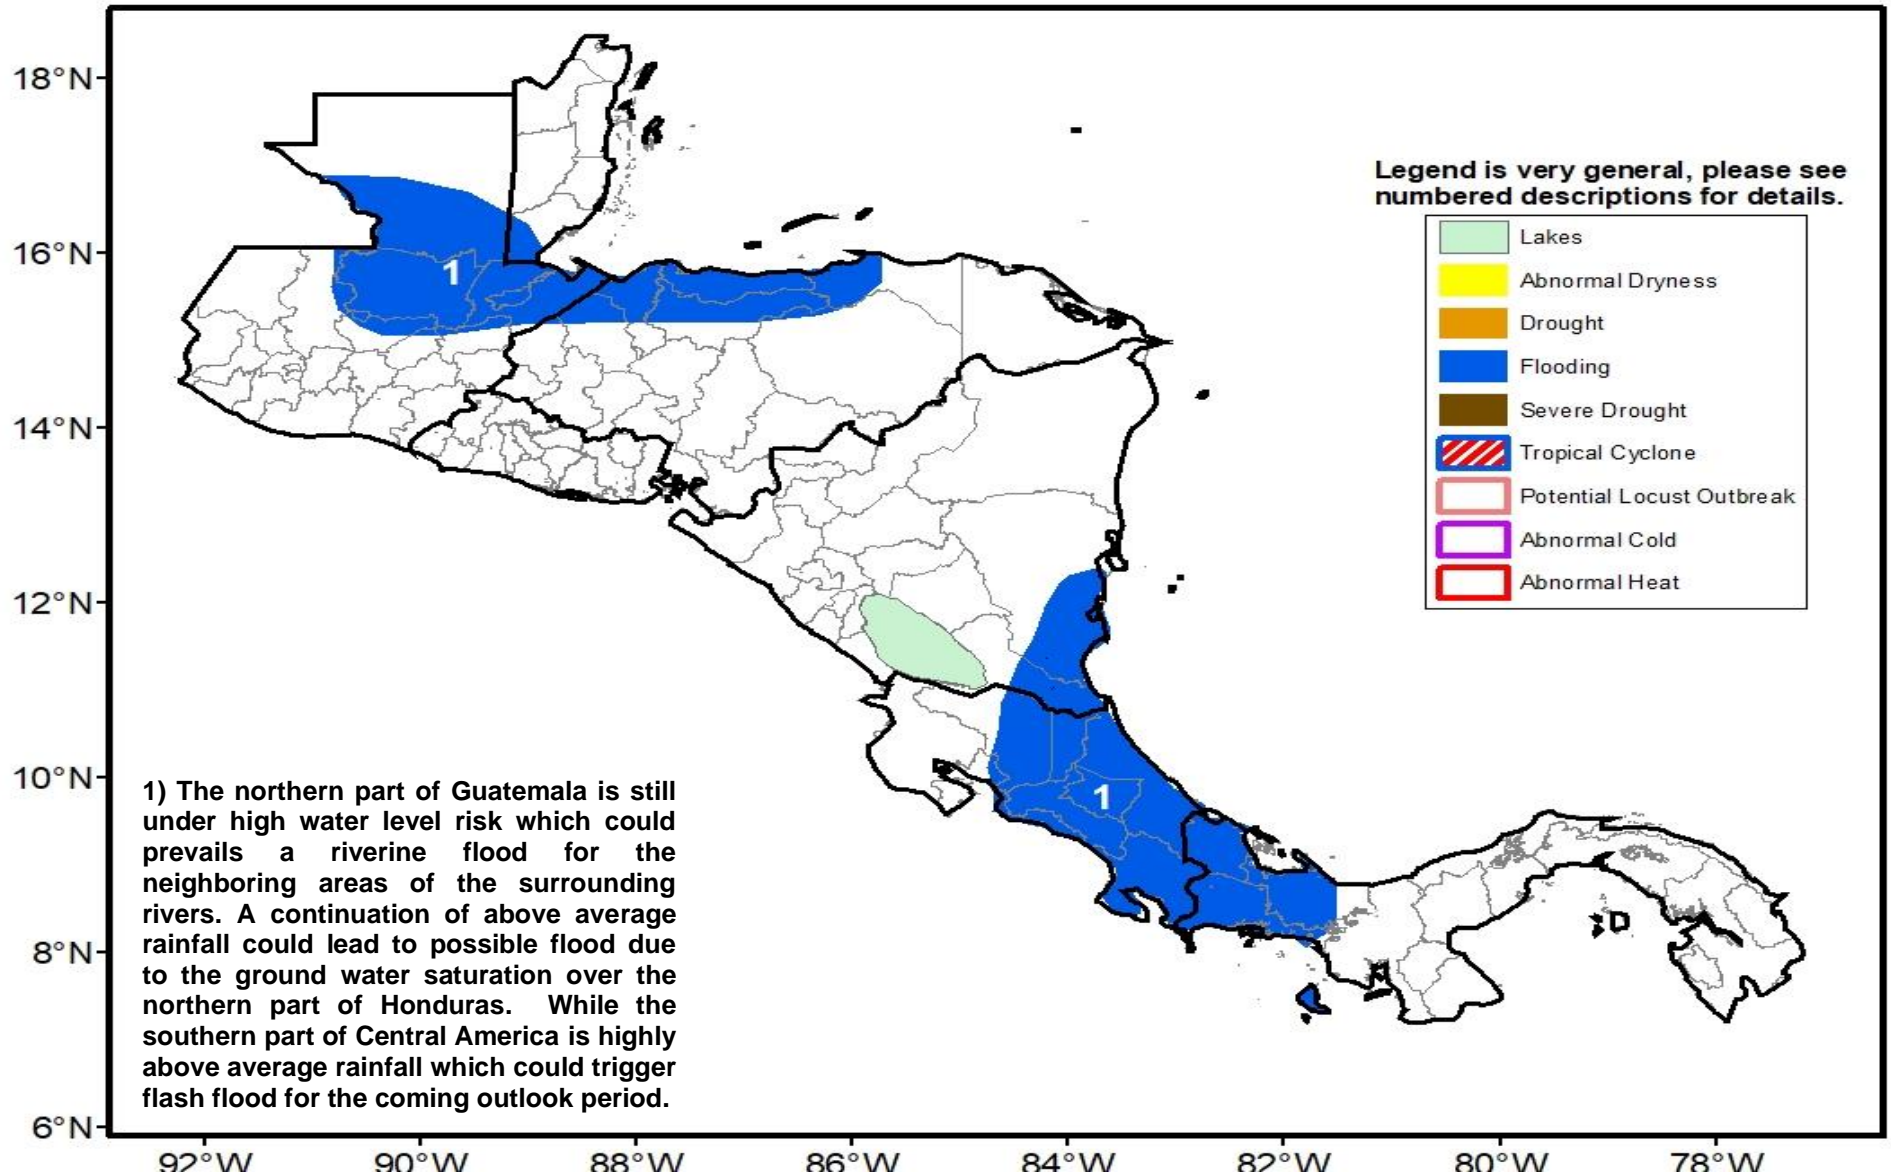 18°N
16°N
14°N
12°N
10°N
8°N
6°N
92°W
90°W
88°W
86°W
84°W
82°W
80°W
78°W
1
1
Legend is very general, please see
numbered descriptions for details.
Lakes
Abnormal Dryness
Drought
Flooding
Severe Drought
Tropical Cyclone
Potential Locust Outbreak
Abnormal Cold
Abnormal Heat
1) The northern part of Guatemala is still
under high water level risk which could
prevails a riverine flood for the
neighboring areas of the surrounding
rivers. A continuation of above average
rainfall could lead to possible flood due
to the ground water saturation over the
northern part of Honduras. While the
southern part of Central America is highly
above average rainfall which could trigger
flash flood for the coming outlook period.